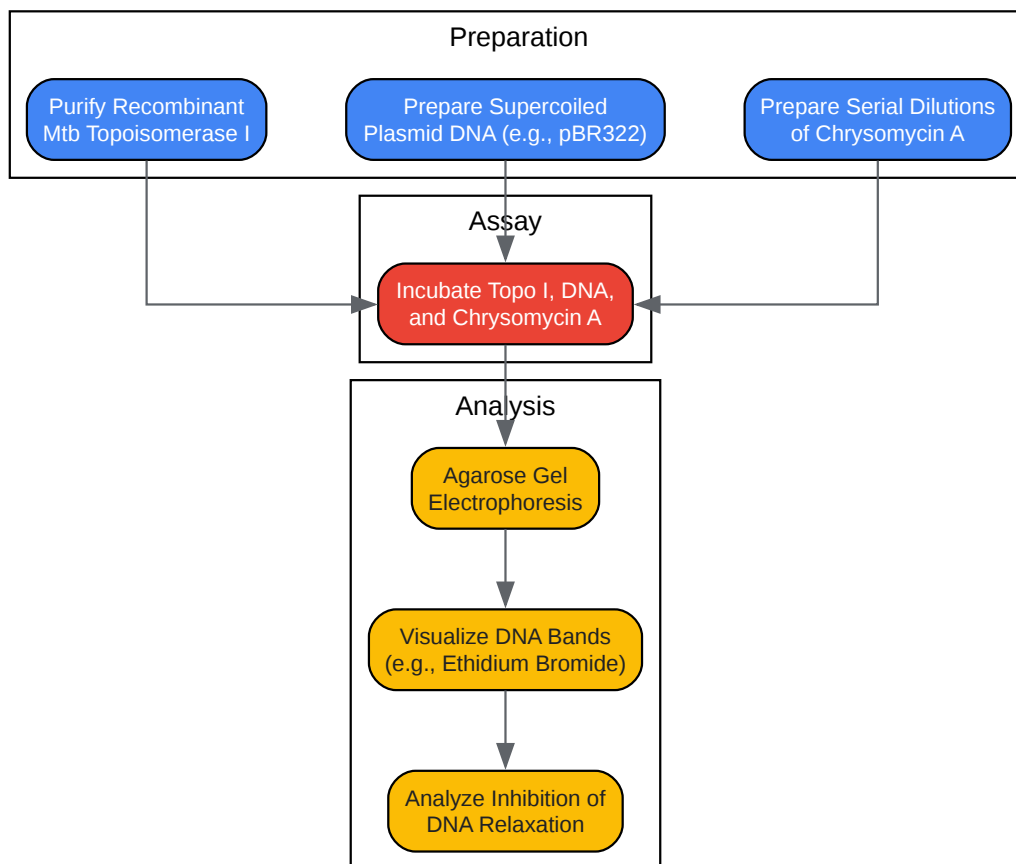 Preparation
Purify Recombinant
Mtb Topoisomerase I
Prepare Supercoiled
Plasmid DNA (e.g., pBR322)
Prepare Serial Dilutions
of Chrysomycin A
Assay
Incubate Topo I, DNA,
and Chrysomycin A
Analysis
Agarose Gel
Electrophoresis
Visualize DNA Bands
(e.g., Ethidium Bromide)
Analyze Inhibition of
DNA Relaxation